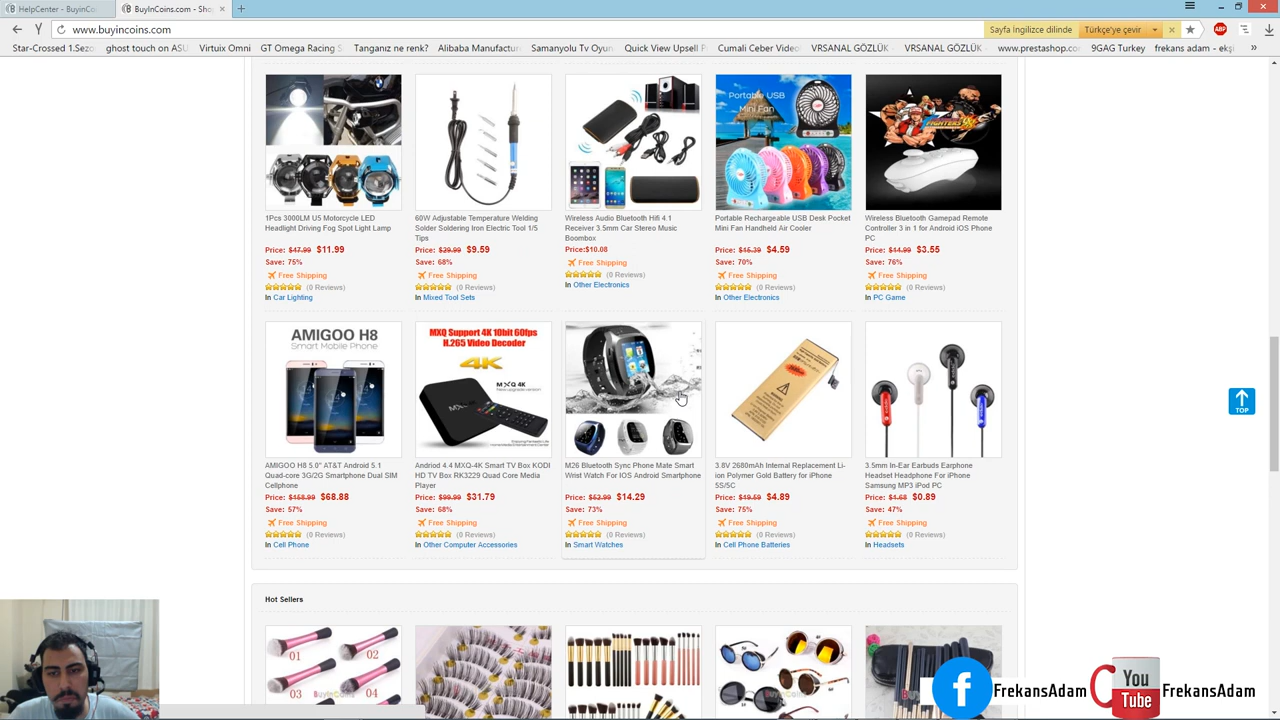 HelpCenter - BuyinCo
BuyInCoins.com - Sho
www.buyincoins.com
Sayfa İngilizce dilinde
Türkçe'ye çevir
ABP
Star-Crossed 1.Sezo
ghost touch on ASU
Virtuix Omni
GT Omega Racing S
Tanganız ne renk?
Alibaba Manufactur
Samanyolu Tv Oyun
Quick View Upsell P
Cumali Ceber Video
VRSANAL GÖZLÜK -
VRSANAL GÖZLÜK -
www.prestashop.com
9GAG Turkey
frekans adam - ekşi
»
Portable USB
Mini Fan
1Pcs 3000LM U5 Motorcycle LED
Headlight Driving Fog Spot Light Lamp
Price: $47.99 $11.99
Save: 75%
Free Shipping
(0 Reviews)
In Car Lighting
60W Adjustable Temperature Welding
Solder Soldering Iron Electric Tool 1/5
Tips
Price: $29.99 $9.59
Save: 68%
Free Shipping
(0 Reviews)
In Mixed Tool Sets
Wireless Audio Bluetooth Hifi 4.1
Receiver 3.5mm Car Stereo Music
Boombox
Price:$10.08
Free Shipping
(0 Reviews)
In Other Electronics
Portable Rechargeable USB Desk Pocket
Mini Fan Handheld Air Cooler
Price: $15.39 $4.59
Save: 70%
Free Shipping
(0 Reviews)
In Other Electronics
Wireless Bluetooth Gamepad Remote
Controller 3 in 1 for Android iOS Phone
PC
Price: $14.99 $3.55
Save: 76%
Free Shipping
(0 Reviews)
In PC Game
AMIGOO H8
Smart Mobile Phone
MXQ Support 4K 10bit 60fps
H.265 Video Decoder
4K
MXQ 4K
AMIGOO H8 5.0" AT&T Android 5.1
Quad-core 3G/2G Smartphone Dual SIM
Cellphone
Price: $158.99 $68.88
Save: 57%
Free Shipping
(0 Reviews)
In Cell Phone
Andriod 4.4 MXQ-4K Smart TV Box KODI
HD TV Box RK3229 Quad Core Media
Player
Price: $99.99 $31.79
Save: 68%
Free Shipping
(0 Reviews)
In Other Computer Accessories
M26 Bluetooth Sync Phone Mate Smart
Wrist Watch For IOS Android Smartphone
Price: $52.99 $14.29
Save: 73%
Free Shipping
(0 Reviews)
In Smart Watches
3.8V 2680mAh Internal Replacement Li-
ion Polymer Gold Battery for iPhone
5S/5C
Price: $19.59 $4.89
Save: 75%
Free Shipping
(0 Reviews)
In Cell Phone Batteries
3.5mm In-Ear Earbuds Earphone
Headset Headphone For iPhone
Samsung MP3 iPod PC
Price: $1.68 $0.89
Save: 47%
Free Shipping
(0 Reviews)
In Headsets
TOP
Hot Sellers
01
02
03
04
FrekansAdam
You
Tube
FrekansAdam